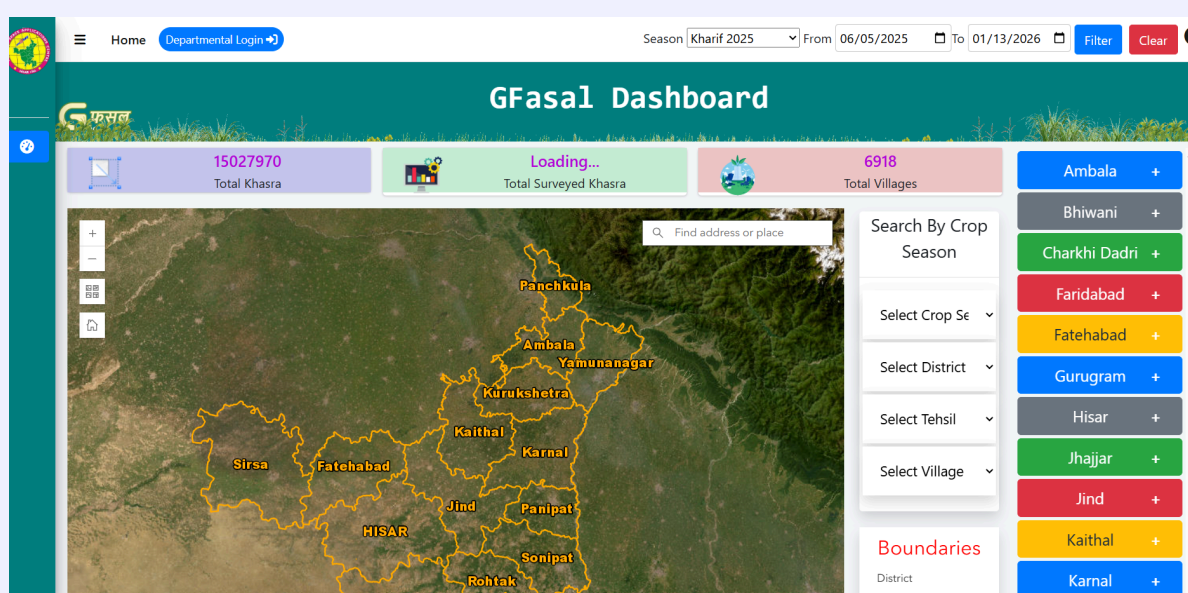 Home
Departmental Login
Season Kharif 2025 From 06/05/2025 To 01/13/2026 Filter Clear
फसल
GFasal Dashboard
15027970
Total Khasra
Loading...
Total Surveyed Khasra
6918
Total Villages
Find address or place
Panchkula
Ambala
Yamunanagar
Kurukshetra
Kaithal
Karnal
Sirsa
Fatehabad
Jind
Panipat
HISAR
Sonipat
Rohtak
Search By Crop
Season
Select Crop Se
Select District
Select Tehsil
Select Village
Boundaries
District
Ambala +
Bhiwani +
Charkhi Dadri +
Faridabad +
Fatehabad +
Gurugram +
Hisar +
Jhajjar +
Jind +
Kaithal +
Karnal +